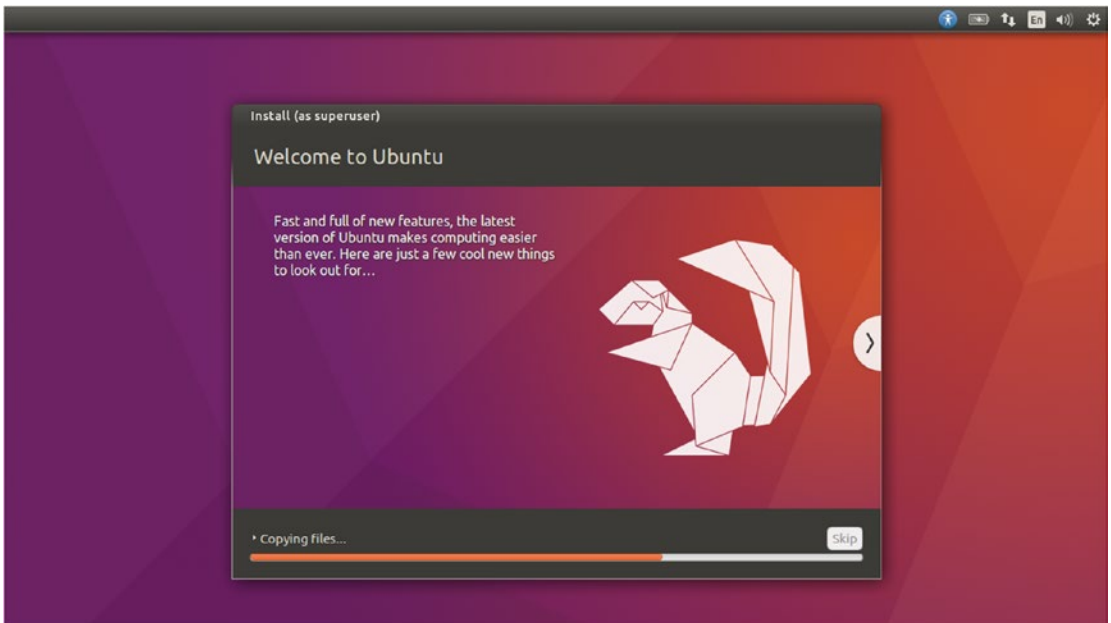 En
Install (as superuser)
Welcome to Ubuntu
Fast and full of new features, the latest
version of Ubuntu makes computing easier
than ever. Here are just a few cool new things
to look out for...
Copying files...
Skip